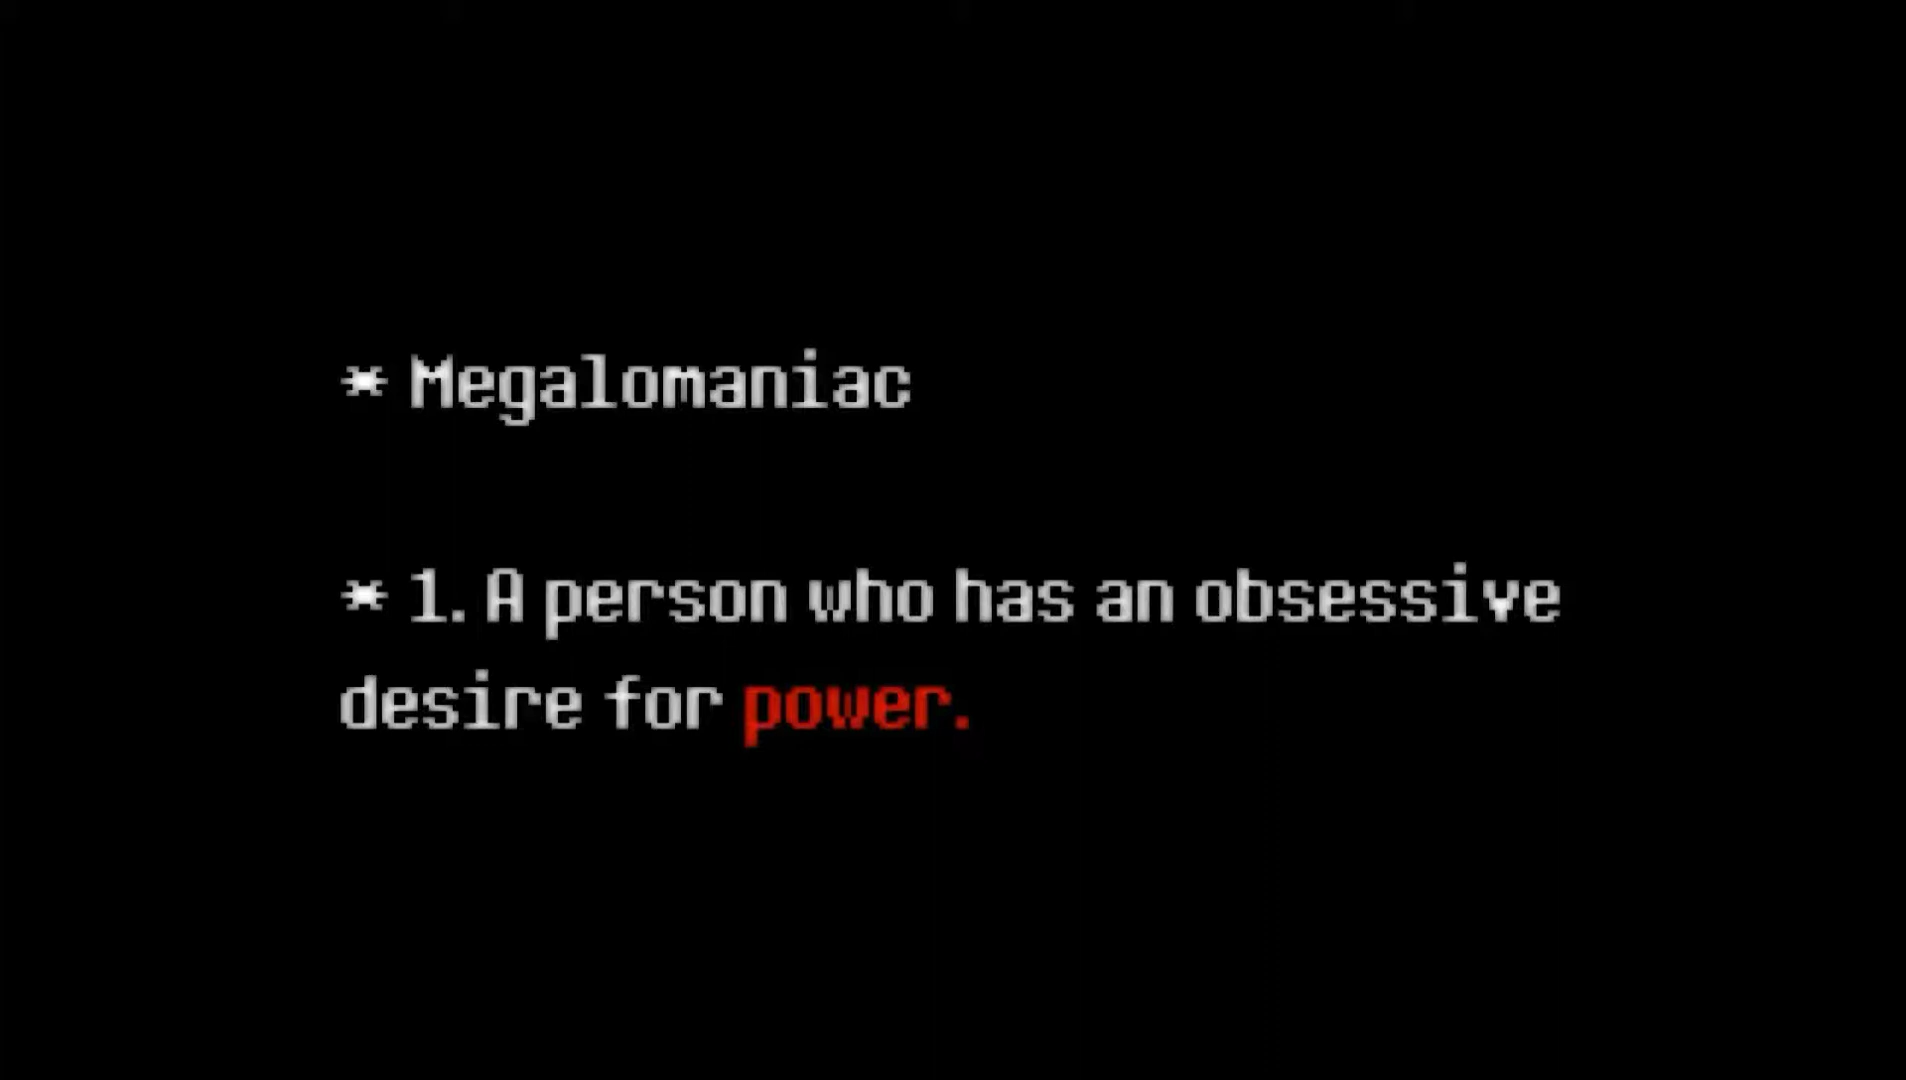 * Megalomaniac
* 1. A person who has an obsessive
desire for power.